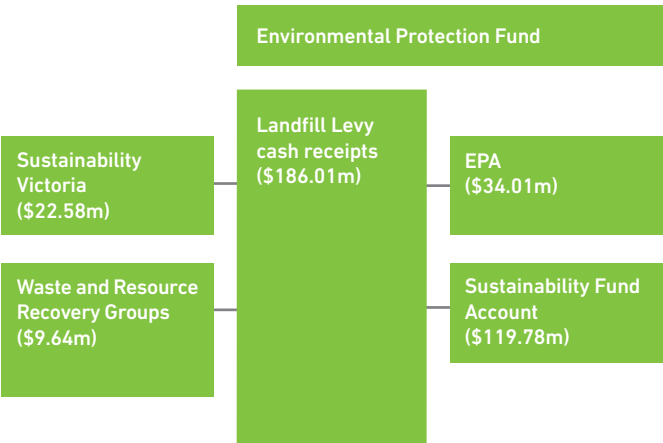 Environmental Protection Fund
Landfill Levy
cash receipts
($186.01m)
Sustainability
Victoria
($22.58m)
EPA
($34.01m)
Waste and Resource
Recovery Groups
($9.64m)
Sustainability Fund
Account
($119.78m)